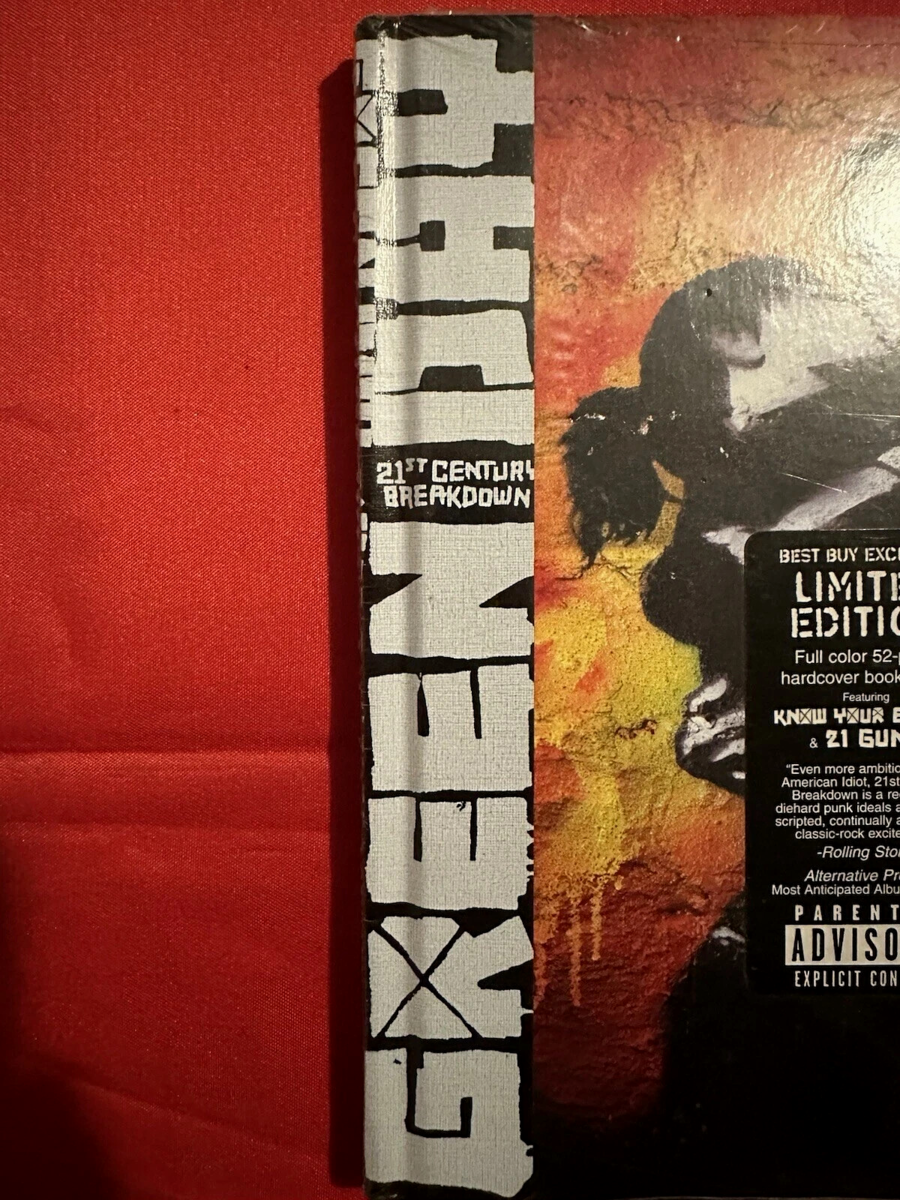 GREEN DAY
21ST CENTURY
BREAKDOWN
BEST BUY
LIMITE
EDITIO
Full color 52-
hardcover book
Featuring
KNOW YOUR E
& 21 GUN
"Even more ambitio
American Idiot, 21st
Breakdown is a re
diehard punk ideals a
scripted, continually a
classic-rock excite
-Rolling Sto
Alternative Pr
Most Anticipated Albu
PARENT
ADVISO
EXPLICIT CON